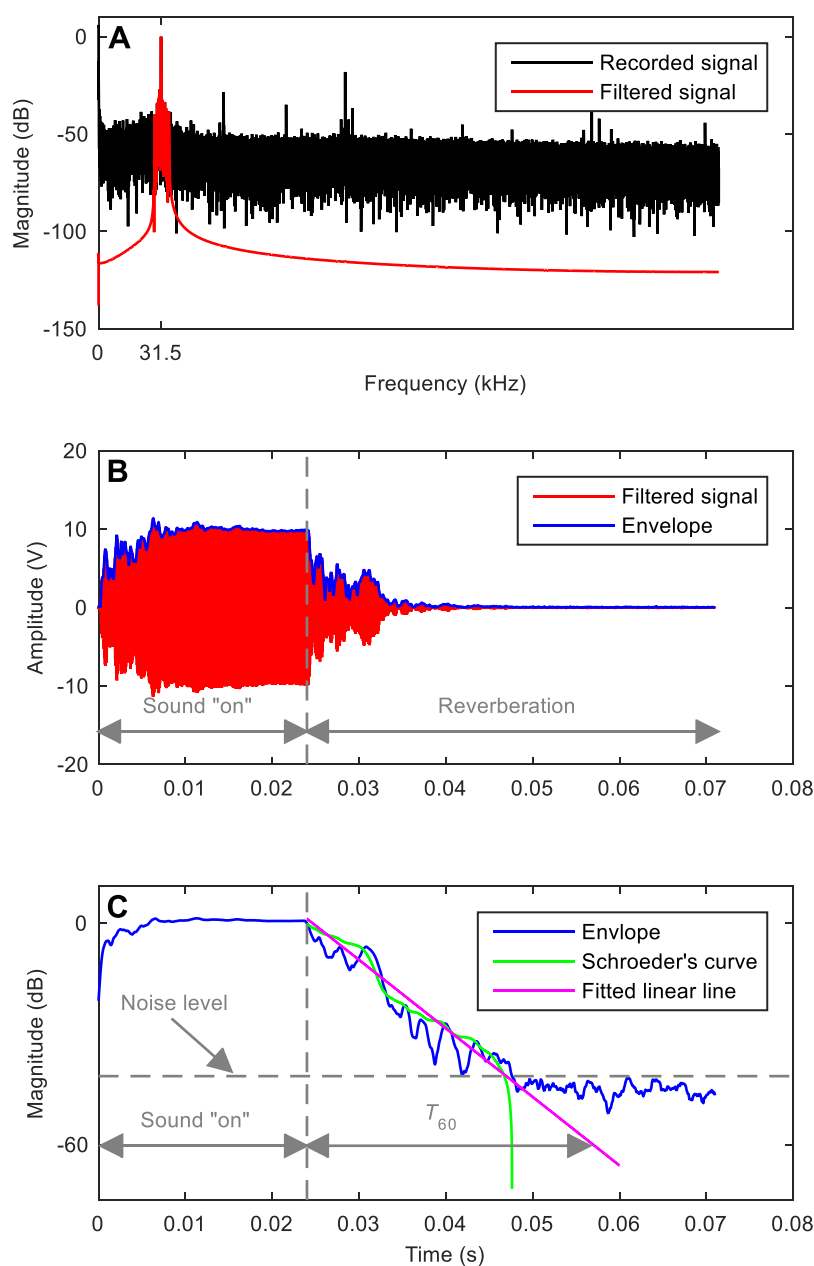 A
Recorded signal
Filtered signal
0
-50
-100
-150
Magnitude (dB)
0 31.5
Frequency (kHz)
B
Filtered signal
Envelope
20
10
0
-10
-20
Amplitude (V)
Sound "on" Reverberation
0 0.01 0.02 0.03 0.04 0.05 0.06 0.07 0.08
C
Envlope
Schroeder's curve
Fitted linear line
0
-60
Magnitude (dB)
Noise level
Sound "on" T60
0 0.01 0.02 0.03 0.04 0.05 0.06 0.07 0.08
Time (s)